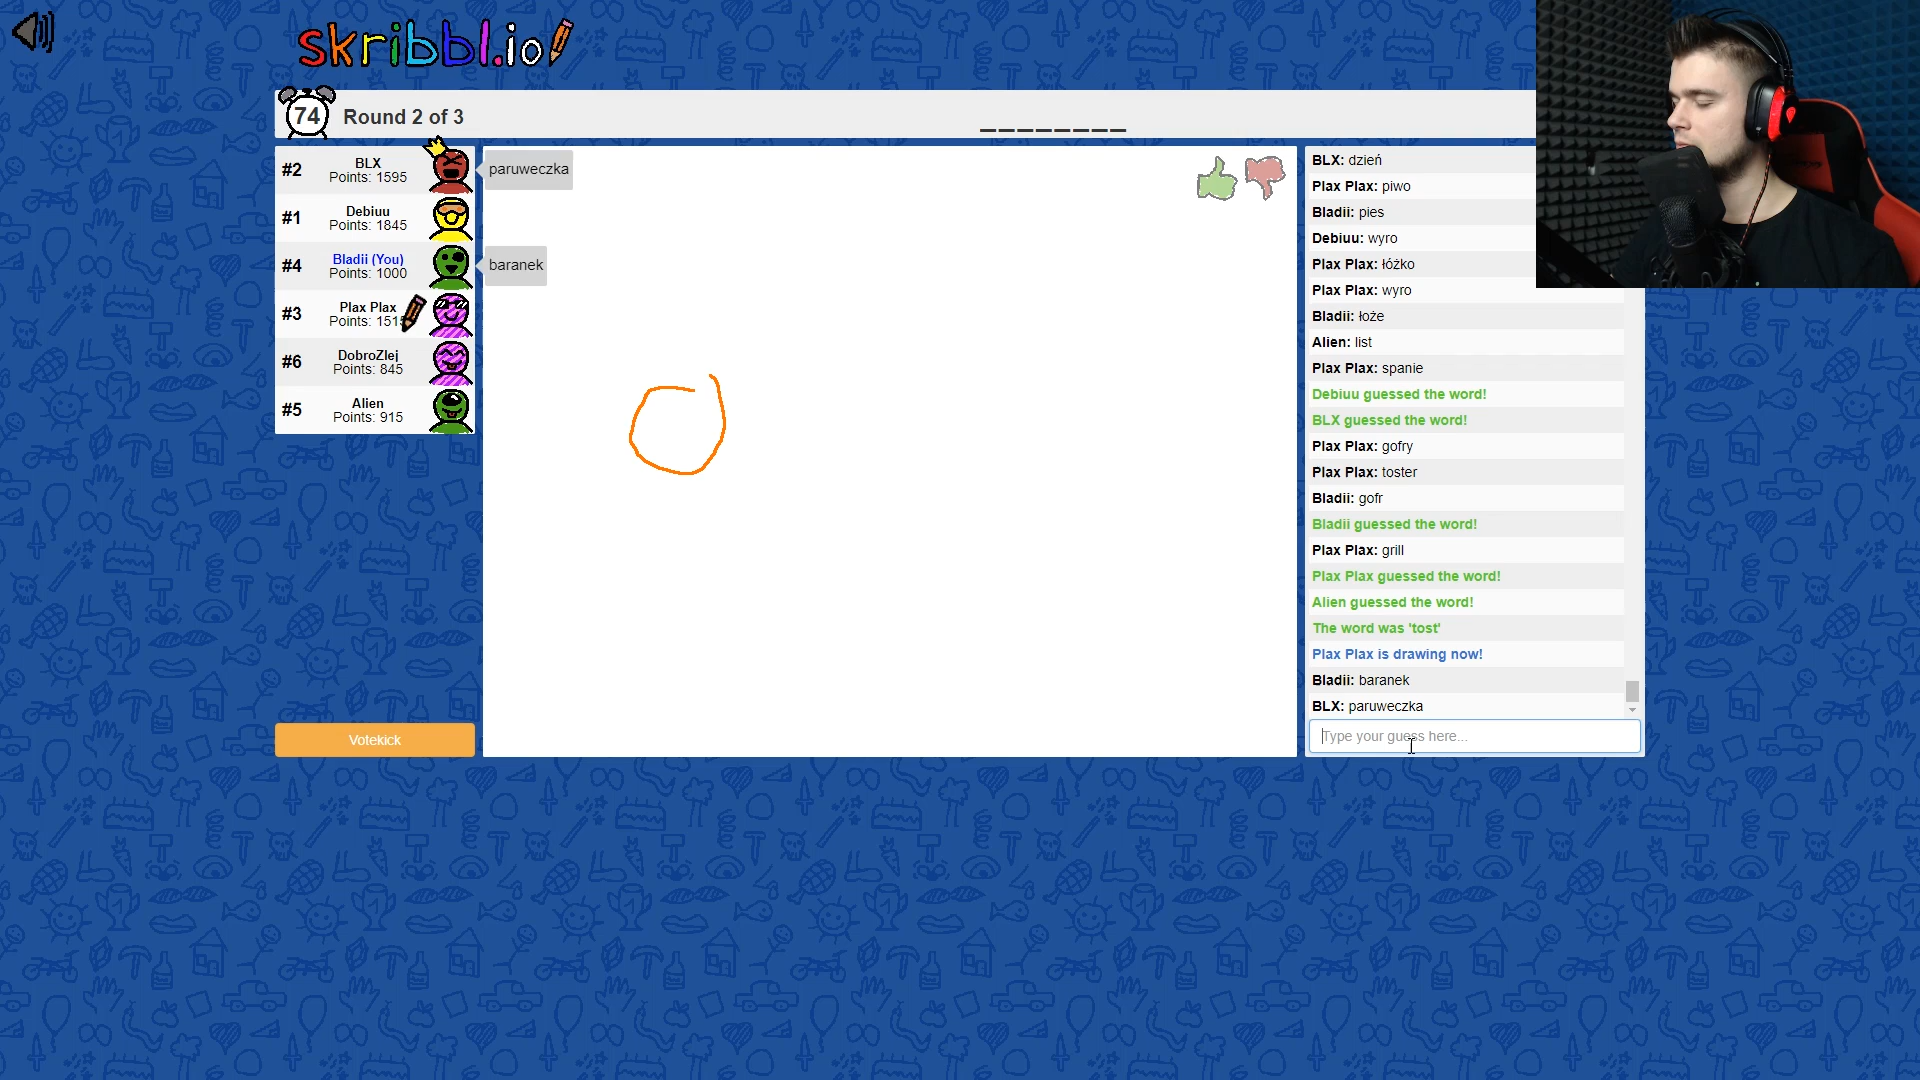 skribbl.io
74
Round 2 of 3
________
#2
BLX
Points: 1595
paruweczka
#1
Debiuu
Points: 1845
#4
Bladii (You)
Points: 1000
baranek
#3
Plax Plax
Points: 1515
#6
DobroZlej
Points: 845
#5
Alien
Points: 915
Votekick
BLX: dzień
Plax Plax: piwo
Bladii: pies
Debiuu: wyro
Plax Plax: łóżko
Plax Plax: wyro
Bladii: łoże
Alien: list
Plax Plax: spanie
Debiuu guessed the word!
BLX guessed the word!
Plax Plax: gofry
Plax Plax: toster
Bladii: gofr
Bladii guessed the word!
Plax Plax: grill
Plax Plax guessed the word!
Alien guessed the word!
The word was 'tost'
Plax Plax is drawing now!
Bladii: baranek
BLX: paruweczka
Type your guess here...